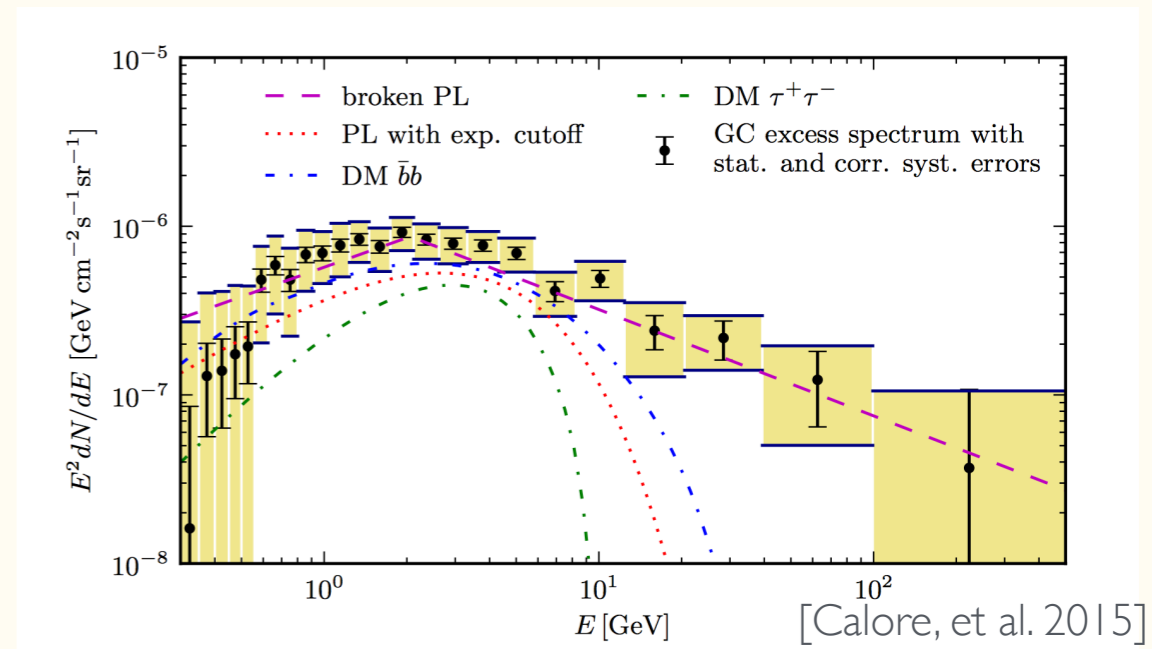 10⁻⁵
10⁻⁶
10⁻⁷
10⁻⁸
E² dN/dE [GeV cm⁻² s⁻¹ sr⁻¹]
broken PL
PL with exp. cutoff
DM b̄b
DM τ⁺τ⁻
GC excess spectrum with
stat. and corr. syst. errors
10⁰ 10¹ 10²
E [GeV]
[Calore, et al. 2015]